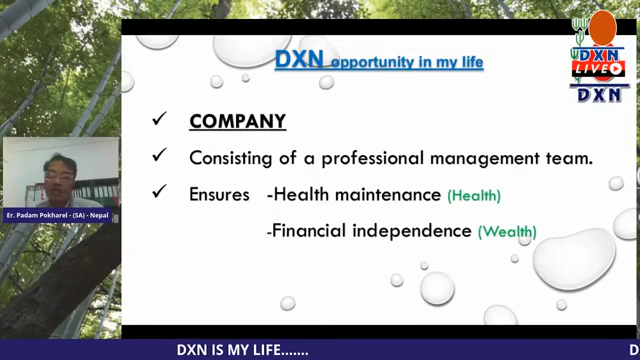 DXN opportunity in my life
LIVE
DXN
✓ COMPANY
✓ Consisting of a professional management team.
✓ Ensures -Health maintenance (Health)
-Financial independence (Wealth)
Er. Padam Pokharel - (SA) - Nepal
DXN IS MY LIFE....... D